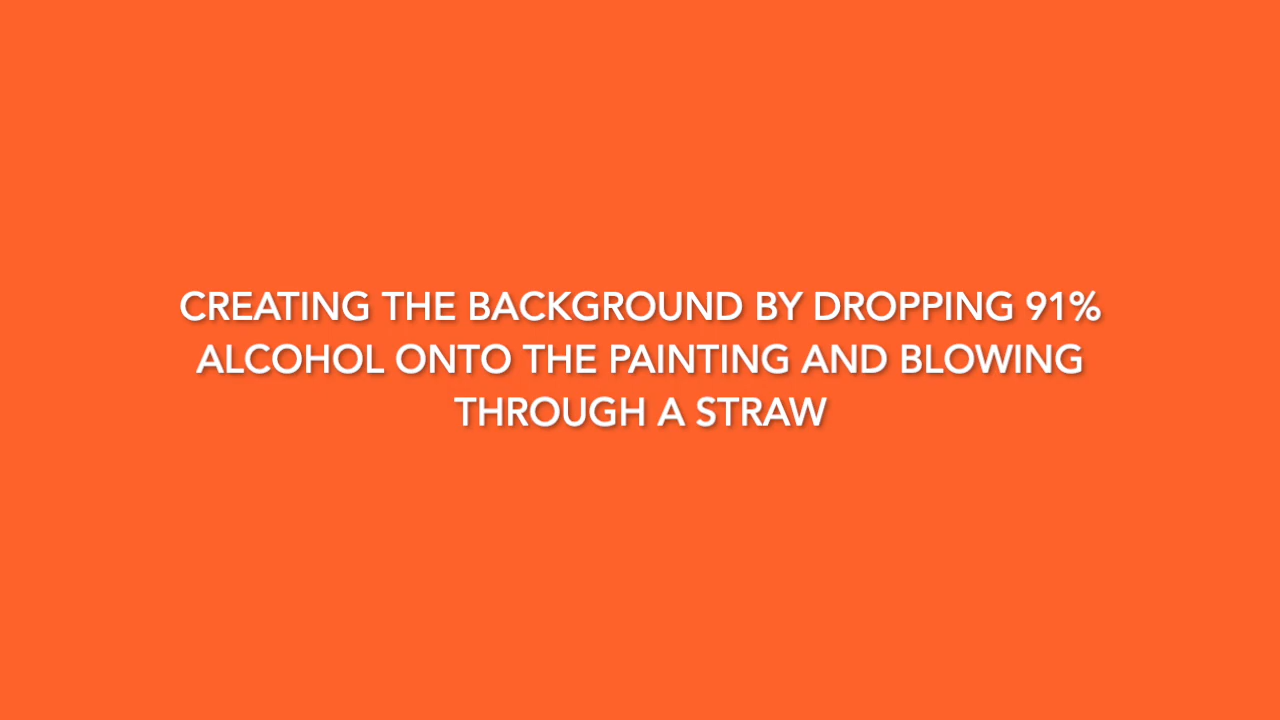 CREATING THE BACKGROUND BY DROPPING 91%
ALCOHOL ONTO THE PAINTING AND BLOWING
THROUGH A STRAW